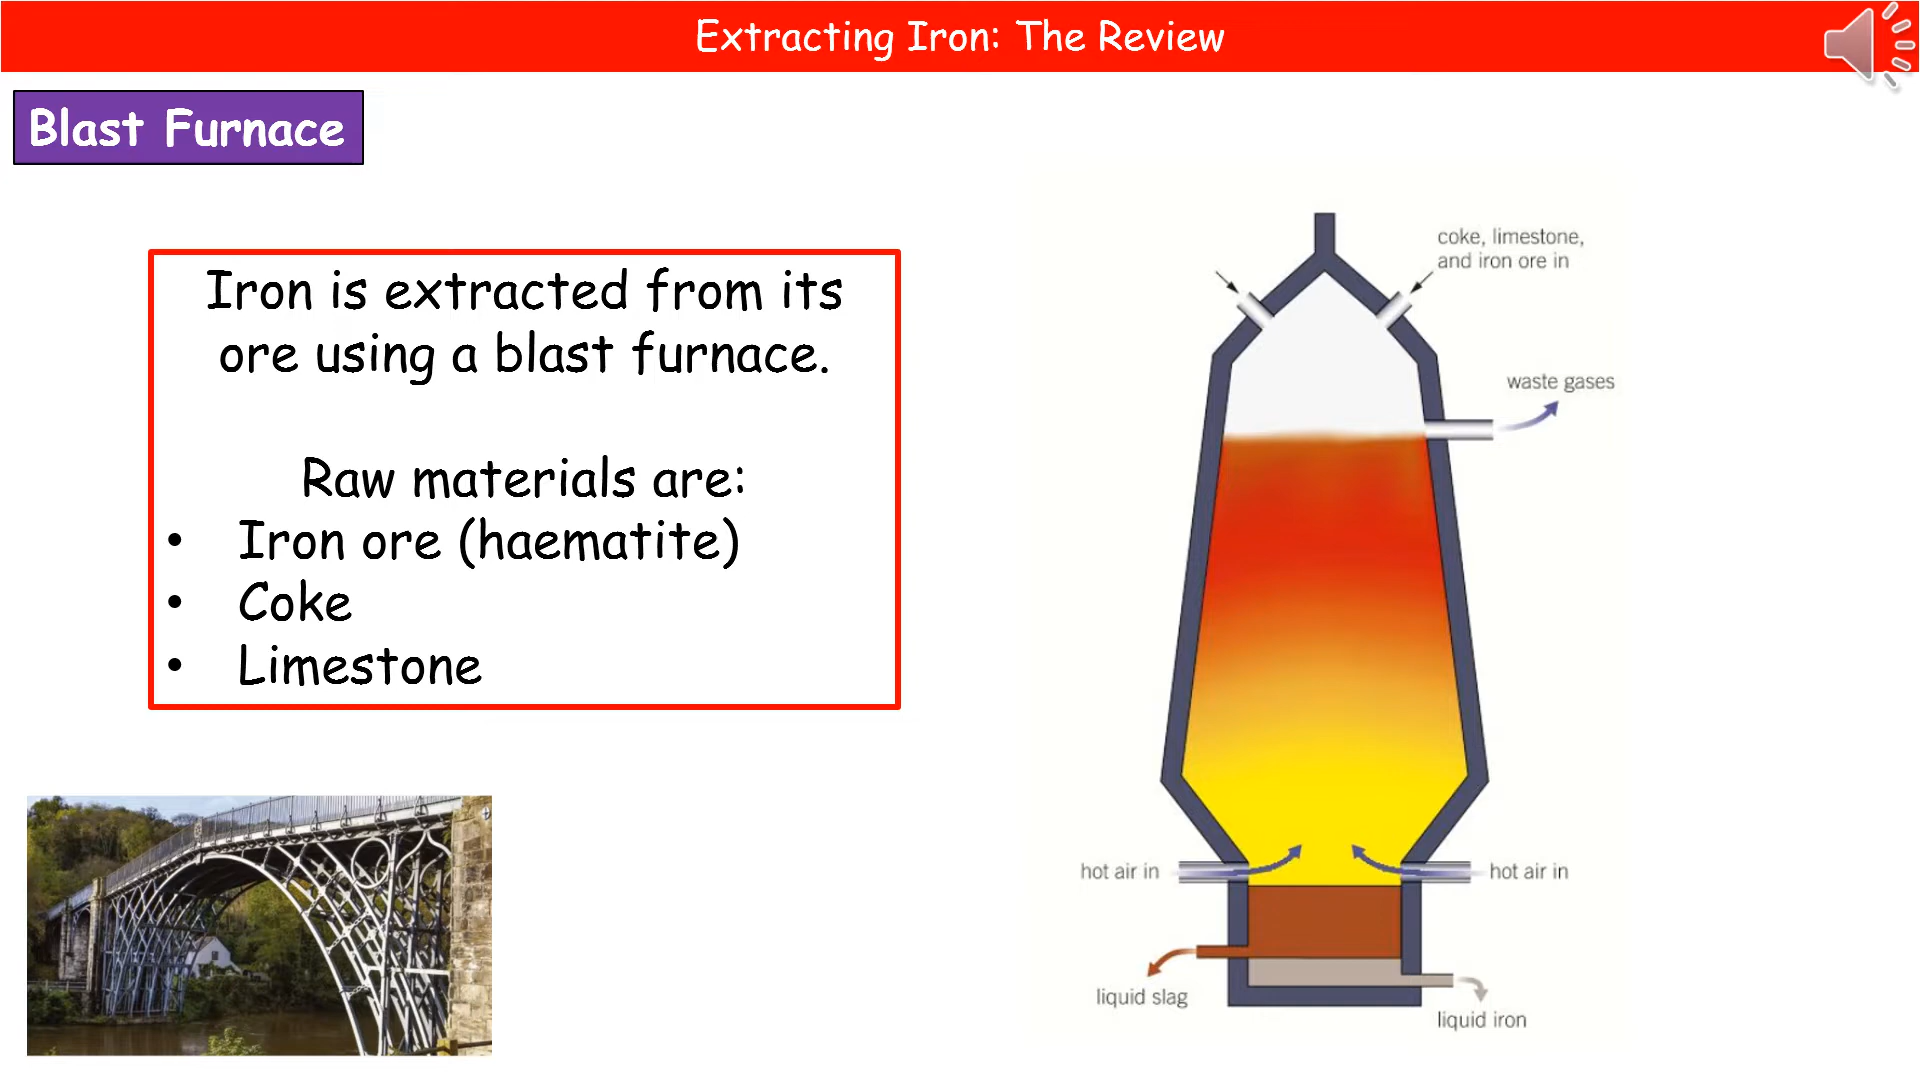 Extracting Iron: The Review
Blast Furnace
Iron is extracted from its
ore using a blast furnace.
Raw materials are:
• Iron ore (haematite)
• Coke
• Limestone
coke, limestone,
and iron ore in
waste gases
hot air in
hot air in
liquid slag
liquid iron